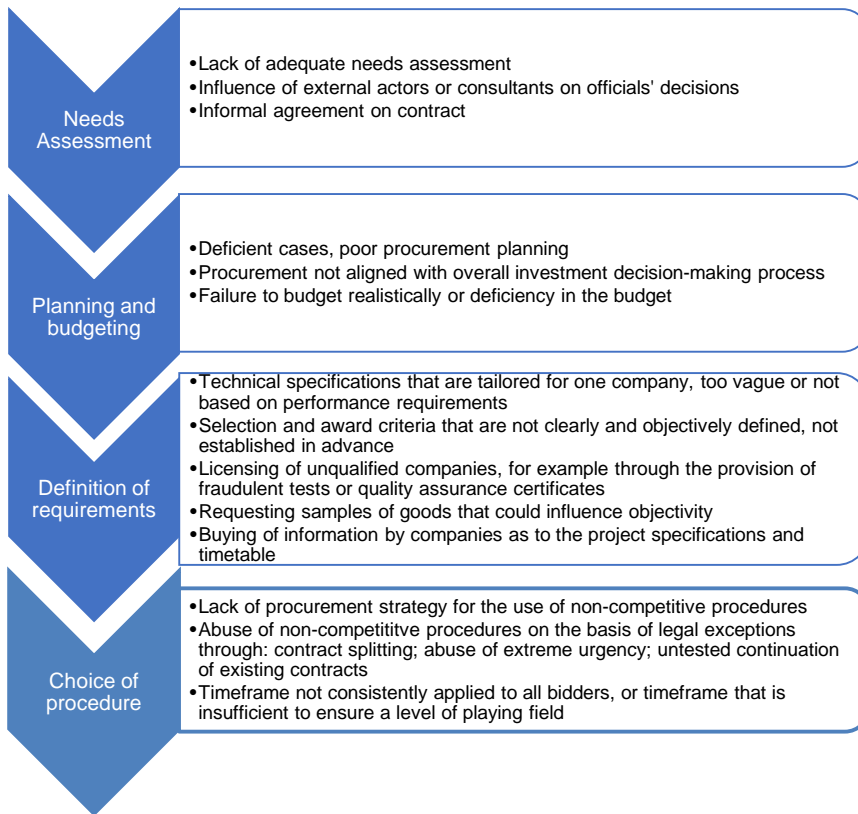 Needs
Assessment
•Lack of adequate needs assessment
•Influence of external actors or consultants on officials' decisions
•Informal agreement on contract
Planning and
budgeting
•Deficient cases, poor procurement planning
•Procurement not aligned with overall investment decision-making process
•Failure to budget realistically or deficiency in the budget
Definition of
requirements
•Technical specifications that are tailored for one company, too vague or not
based on performance requirements
•Selection and award criteria that are not clearly and objectively defined, not
established in advance
•Licensing of unqualified companies, for example through the provision of
fraudulent tests or quality assurance certificates
•Requesting samples of goods that could influence objectivity
•Buying of information by companies as to the project specifications and
timetable
Choice of
procedure
•Lack of procurement strategy for the use of non-competitive procedures
•Abuse of non-competititve procedures on the basis of legal exceptions
through: contract splitting; abuse of extreme urgency; untested continuation
of existing contracts
•Timeframe not consistently applied to all bidders, or timeframe that is
insufficient to ensure a level of playing field